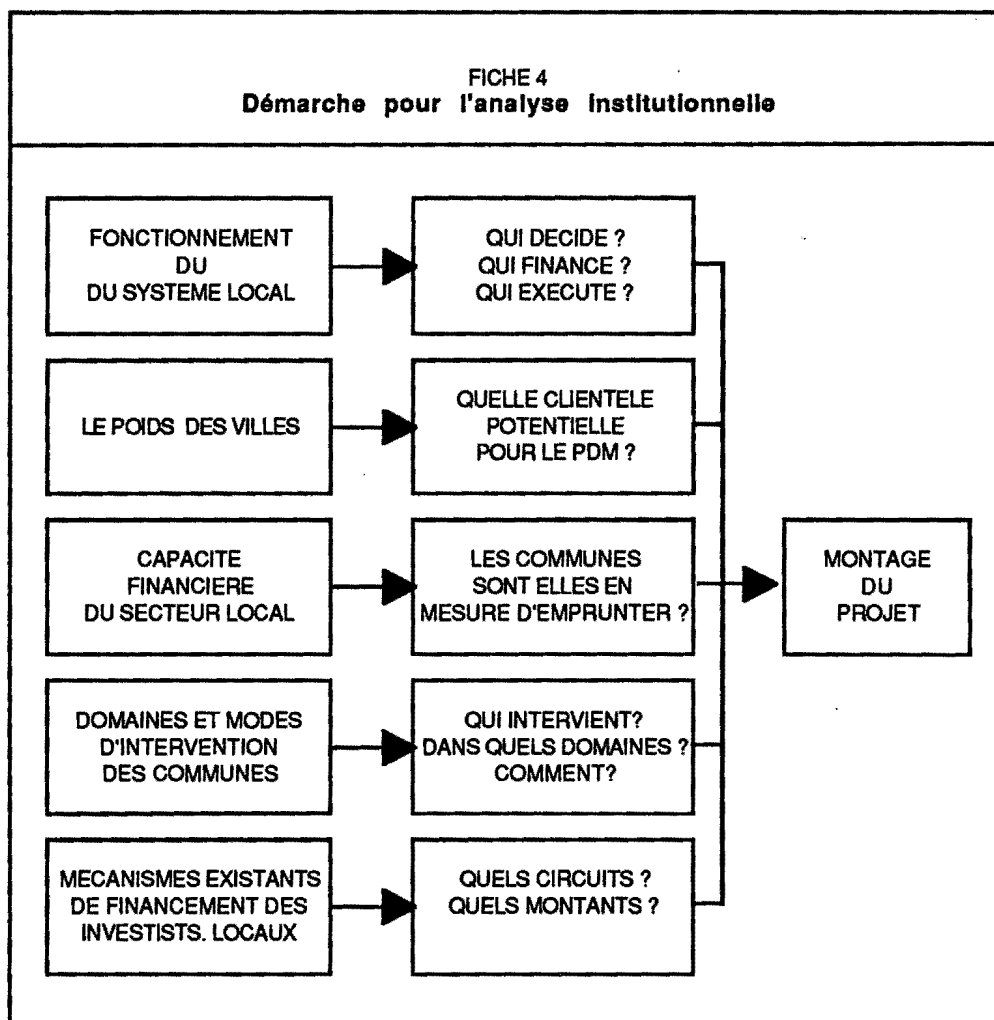 FICHE 4
Démarche pour l'analyse institutionnelle
FONCTIONNEMENT
DU
DU SYSTEME LOCAL
QUI DECIDE ?
QUI FINANCE ?
QUI EXECUTE ?
LE POIDS DES VILLES
QUELLE CLIENTELE
POTENTIELLE
POUR LE PDM ?
CAPACITE
FINANCIERE
DU SECTEUR LOCAL
LES COMMUNES
SONT ELLES EN
MESURE D'EMPRUNTER ?
MONTAGE
DU
PROJET
DOMAINES ET MODES
D'INTERVENTION
DES COMMUNES
QUI INTERVIENT?
DANS QUELS DOMAINES ?
COMMENT?
MECANISMES EXISTANTS
DE FINANCEMENT DES
INVESTISTS. LOCAUX
QUELS CIRCUITS ?
QUELS MONTANTS ?